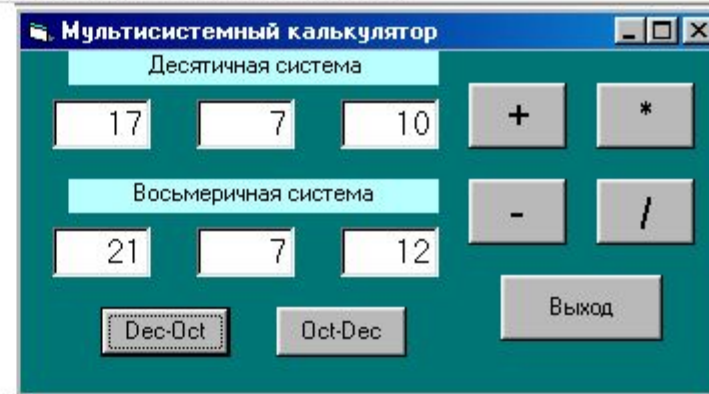 Мультисистемный калькулятор
Десятичная система
17 7 10
+ *
Восьмеричная система
- /
21 7 12
Выход
Dec-Oct Oct-Dec